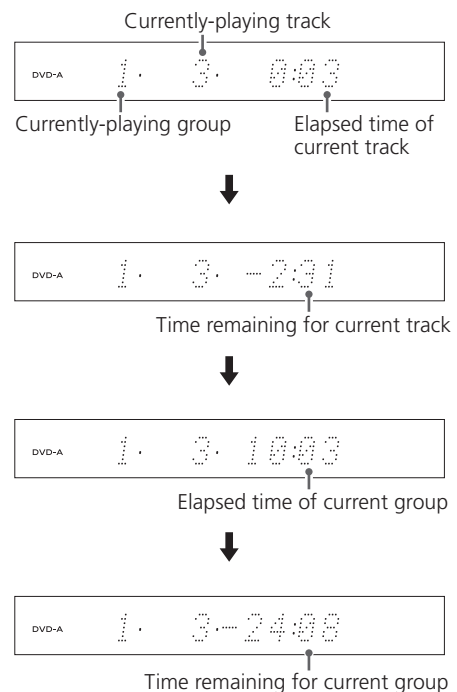 Currently-playing track
DVD-A 1· 3· 0:03
Currently-playing group
Elapsed time of
current track
DVD-A 1· 3· -2:31
Time remaining for current track
DVD-A 1· 3· 10:03
Elapsed time of current group
DVD-A 1· 3·-24:08
Time remaining for current group